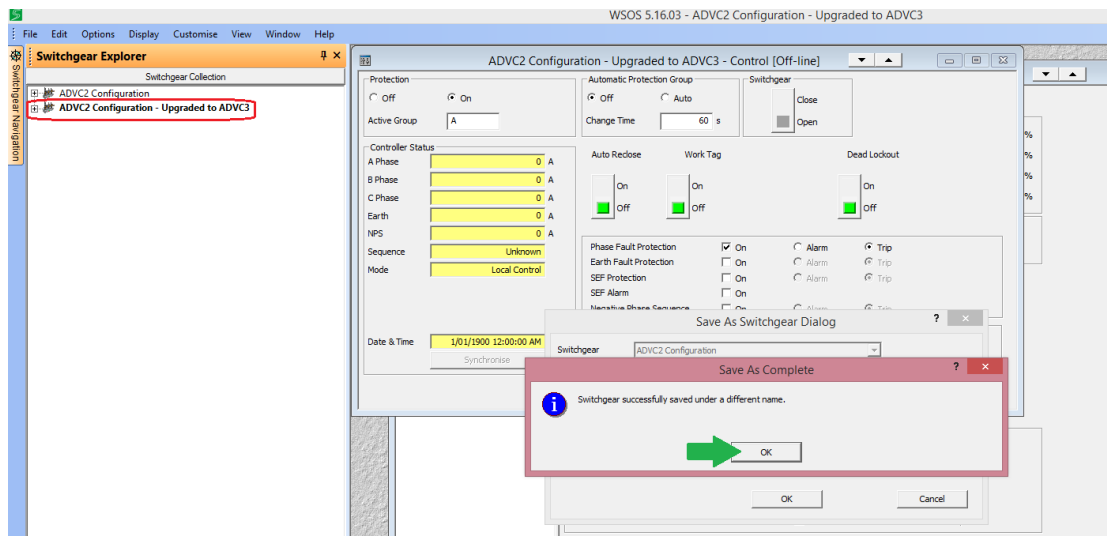 WSOS 5.16.03 - ADVC2 Configuration - Upgraded to ADVC3
File Edit Options Display Customise View Window Help
Switchgear Navigation
Switchgear Explorer
Switchgear Collection
ADVC2 Configuration
ADVC2 Configuration - Upgraded to ADVC3
ADVC2 Configuration - Upgraded to ADVC3 - Control [Off-line]
Protection
Off On
Active Group A
Automatic Protection Group
Off Auto
Change Time 60 s
Switchgear
Close
Open
Controller Status
A Phase 0 A
B Phase 0 A
C Phase 0 A
Earth 0 A
NPS 0 A
Sequence Unknown
Mode Local Control
Date & Time 1/01/1900 12:00:00 AM
Synchronise
Auto Reclose Work Tag Dead Lockout
On On On
Off Off Off
Phase Fault Protection On Alarm Trip
Earth Fault Protection On Alarm Trip
SEF Protection On Alarm Trip
SEF Alarm On
Negative Phase Sequence On Alarm Trip
%
%
%
%
Save As Switchgear Dialog ?
Switchgear ADVC2 Configuration
Save As Complete ?
Switchgear successfully saved under a different name.
OK
OK Cancel